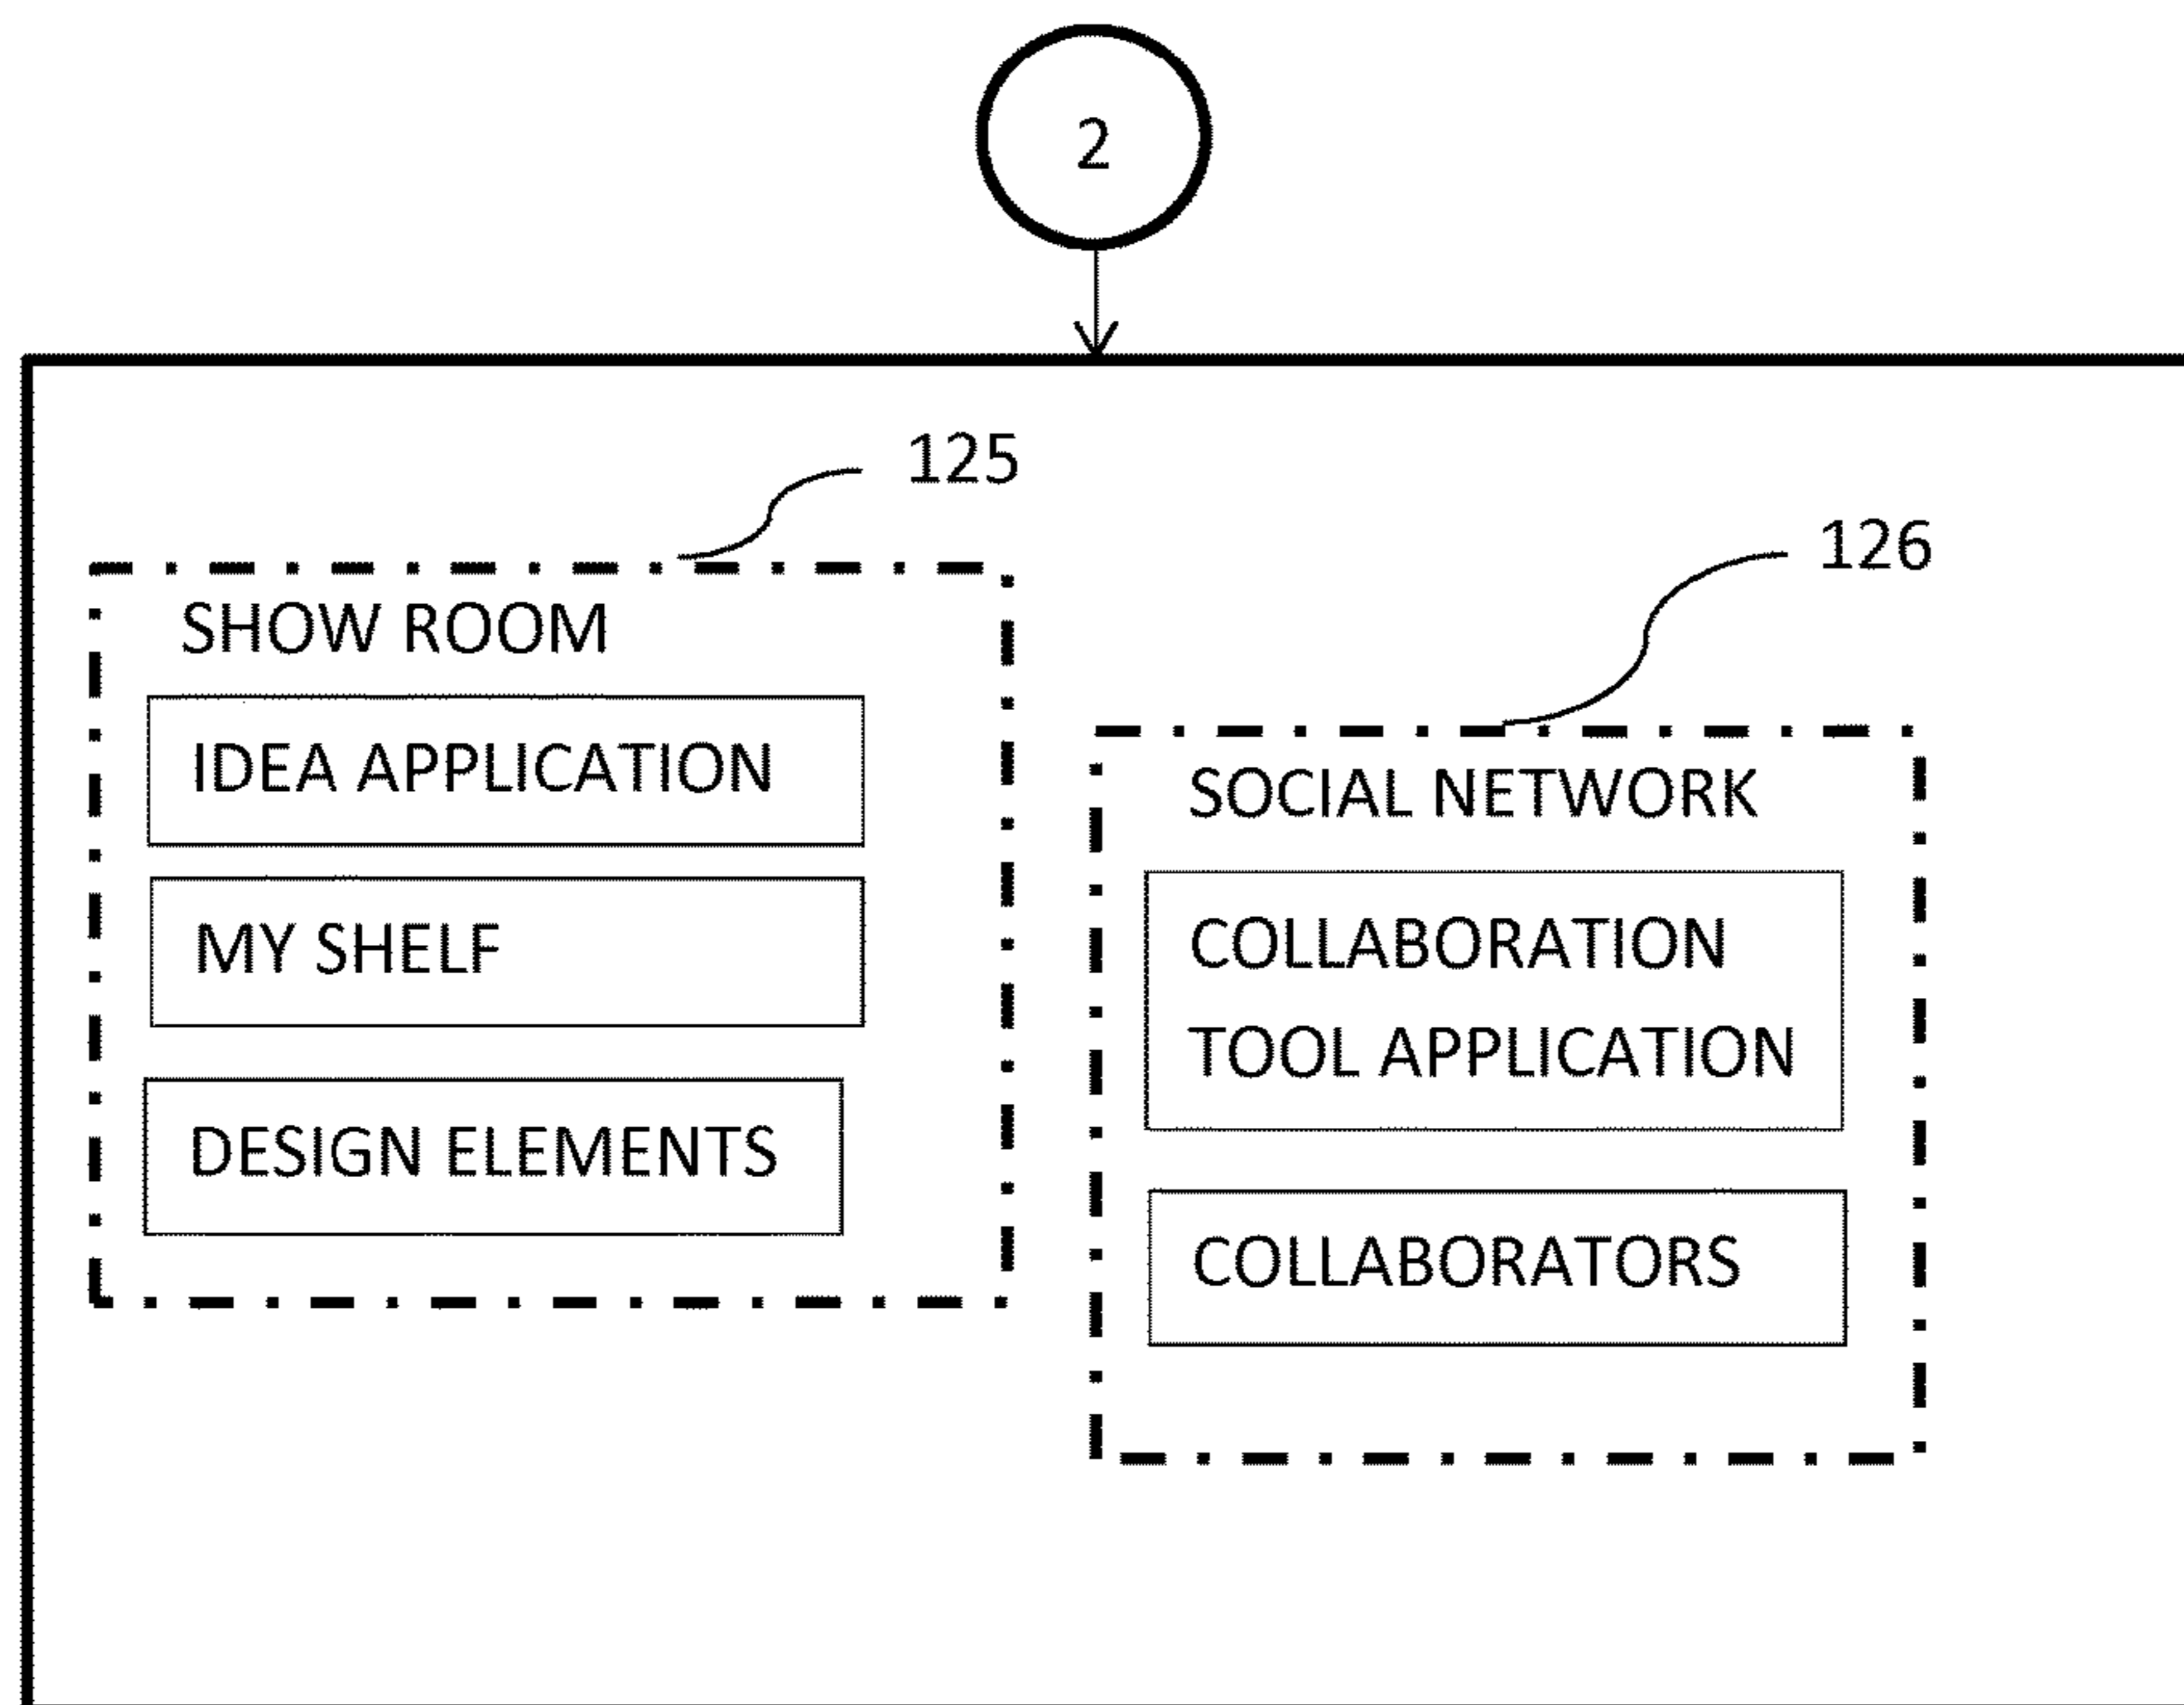 2
125
SHOW ROOM
IDEA APPLICATION
MY SHELF
DESIGN ELEMENTS
126
SOCIAL NETWORK
COLLABORATION
TOOL APPLICATION
COLLABORATORS